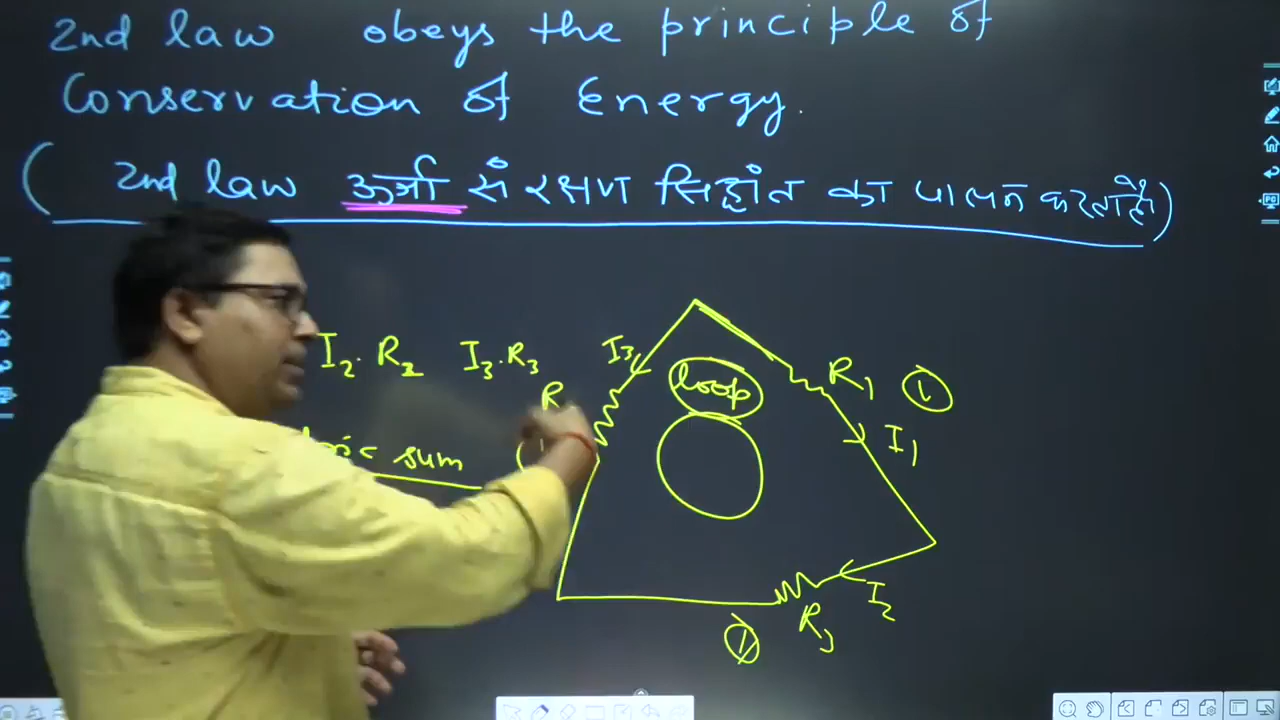 2nd law obeys the principle of
Conservation of Energy.
( 2nd law ऊर्जा संरक्षण सिद्धांत का पालन करता है। )
I2. R2 I3.R3
I3
R
loop
R1
I1
sum
I2
R3